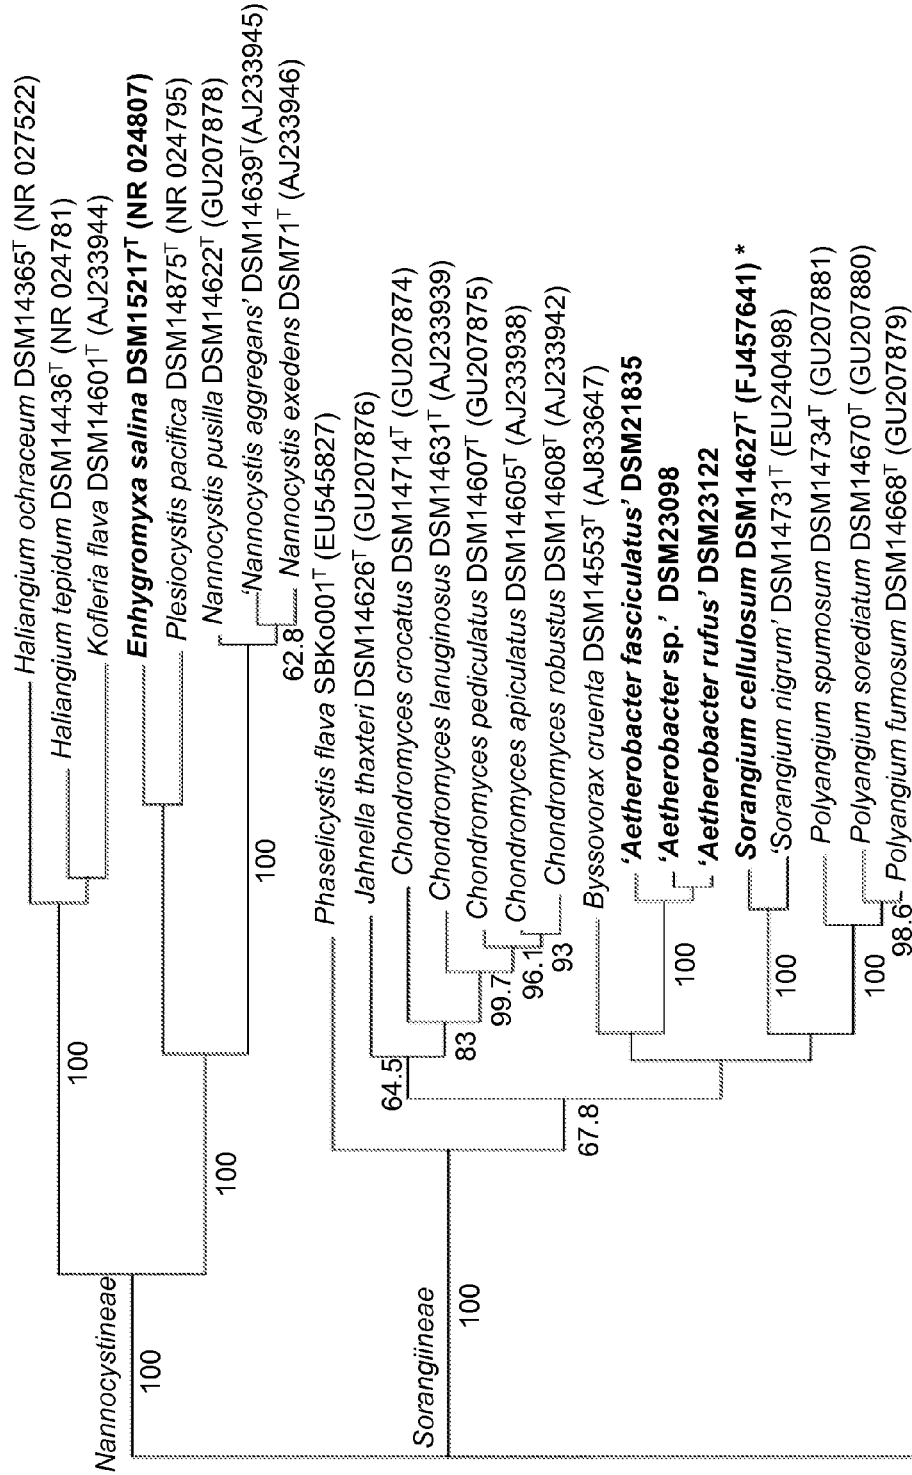 Haliangium ochraceum DSM14365ᵀ (NR 027522)
Haliangium tepidum DSM14436ᵀ (NR 024781)
Kofleria flava DSM14601ᵀ (AJ233944)
Enhygromyxa salina DSM15217ᵀ (NR 024807)
Plesiocystis pacifica DSM14875ᵀ (NR 024795)
Nannocystis pusilla DSM14622ᵀ (GU207878)
'Nannocystis aggregans' DSM14639ᵀ(AJ233945)
Nannocystis exedens DSM71ᵀ (AJ233946)
62.8
100
100
100
Nannocystineae
100
Phaselicystis flava SBKo001ᵀ (EU545827)
Jahnella thaxteri DSM14626ᵀ (GU207876)
Chondromyces crocatus DSM14714ᵀ (GU207874)
Chondromyces lanuginosus DSM14631ᵀ (AJ233939)
Chondromyces pediculatus DSM14607ᵀ (GU207875)
Chondromyces apiculatus DSM14605ᵀ (AJ233938)
Chondromyces robustus DSM14608ᵀ (AJ233942)
Byssovorax cruenta DSM14553ᵀ (AJ833647)
'Aetherobacter fasciculatus' DSM21835
'Aetherobacter sp.' DSM23098
'Aetherobacter rufus' DSM23122
Sorangium cellulosum DSM14627ᵀ (FJ457641) *
'Sorangium nigrum' DSM14731ᵀ (EU240498)
Polyangium spumosum DSM14734ᵀ (GU207881)
Polyangium sorediatum DSM14670ᵀ (GU207880)
Polyangium fumosum DSM14668ᵀ (GU207879)
64.5
83
99.7
96.1
93
100
100
100
98.6
67.8
Sorangiineae
100